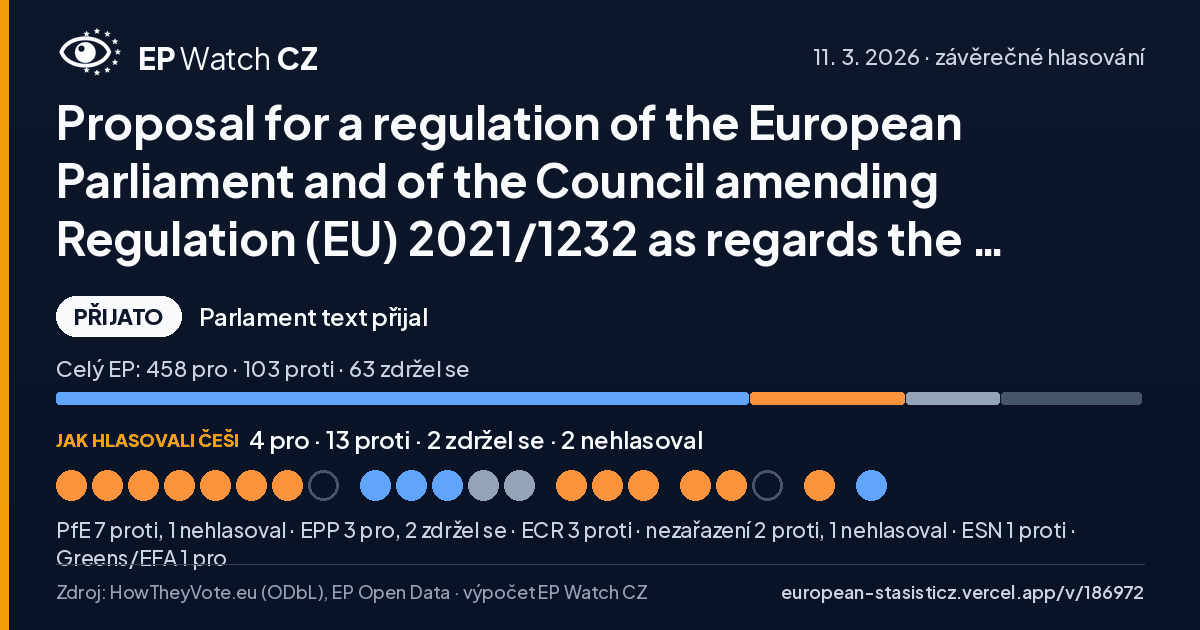 EP Watch CZ
11. 3. 2026 · závěrečné hlasování
Proposal for a regulation of the European
Parliament and of the Council amending
Regulation (EU) 2021/1232 as regards the …
PŘIJATO Parlament text přijal
Celý EP: 458 pro · 103 proti · 63 zdržel se
JAK HLASOVALI ČEŠI 4 pro · 13 proti · 2 zdržel se · 2 nehlasoval
PfE 7 proti, 1 nehlasoval · EPP 3 pro, 2 zdržel se · ECR 3 proti · nezařazení 2 proti, 1 nehlasoval · ESN 1 proti ·
Greens/EFA 1 pro
Zdroj: HowTheyVote.eu (ODbL), EP Open Data · výpočet EP Watch CZ
european-stasisticz.vercel.app/v/186972